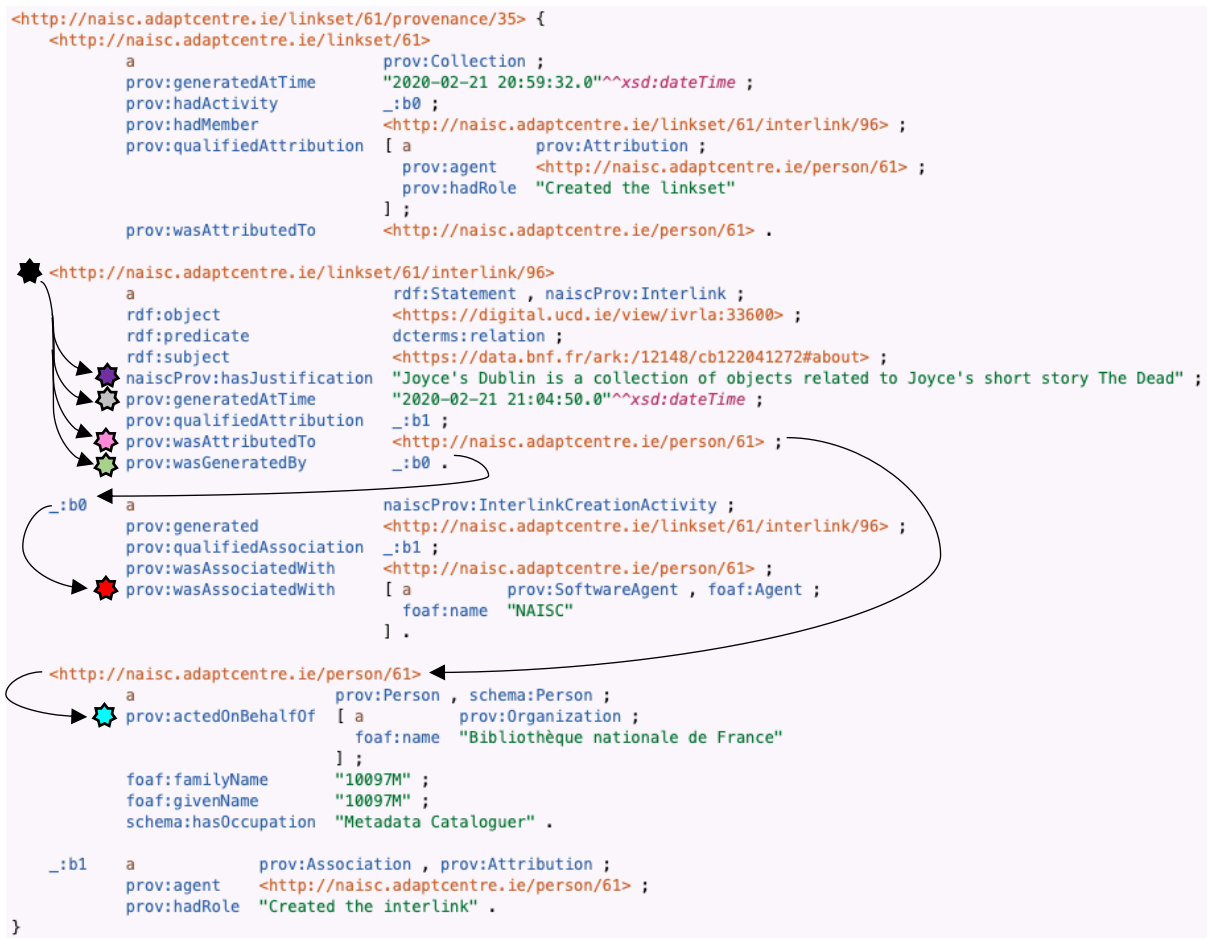 <http://naisc.adaptcentre.ie/linkset/61/provenance/35> {
<http://naisc.adaptcentre.ie/linkset/61>
a prov:Collection ;
prov:generatedAtTime "2020-02-21 20:59:32.0"^^xsd:dateTime ;
prov:hadActivity _:b0 ;
prov:hadMember <http://naisc.adaptcentre.ie/linkset/61/interlink/96> ;
prov:qualifiedAttribution [ a prov:Attribution ;
prov:agent <http://naisc.adaptcentre.ie/person/61> ;
prov:hadRole "Created the linkset"
] ;
prov:wasAttributedTo <http://naisc.adaptcentre.ie/person/61> .
<http://naisc.adaptcentre.ie/linkset/61/interlink/96>
a rdf:Statement , naiscProv:Interlink ;
rdf:object <https://digital.ucd.ie/view/ivrla:33600> ;
rdf:predicate dcterms:relation ;
rdf:subject <https://data.bnf.fr/ark:/12148/cb122041272#about> ;
naiscProv:hasJustification "Joyce's Dublin is a collection of objects related to Joyce's short story The Dead" ;
prov:generatedAtTime "2020-02-21 21:04:50.0"^^xsd:dateTime ;
prov:qualifiedAttribution _:b1 ;
prov:wasAttributedTo <http://naisc.adaptcentre.ie/person/61> ;
prov:wasGeneratedBy _:b0 .
_:b0 a naiscProv:InterlinkCreationActivity ;
prov:generated <http://naisc.adaptcentre.ie/linkset/61/interlink/96> ;
prov:qualifiedAssociation _:b1 ;
prov:wasAssociatedWith <http://naisc.adaptcentre.ie/person/61> ;
prov:wasAssociatedWith [ a prov:SoftwareAgent , foaf:Agent ;
foaf:name "NAISC"
] .
<http://naisc.adaptcentre.ie/person/61>
a prov:Person , schema:Person ;
prov:actedOnBehalfOf [ a prov:Organization ;
foaf:name "Bibliothèque nationale de France"
] ;
foaf:familyName "10097M" ;
foaf:givenName "10097M" ;
schema:hasOccupation "Metadata Cataloguer" .
_:b1 a prov:Association , prov:Attribution ;
prov:agent <http://naisc.adaptcentre.ie/person/61> ;
prov:hadRole "Created the interlink" .
}